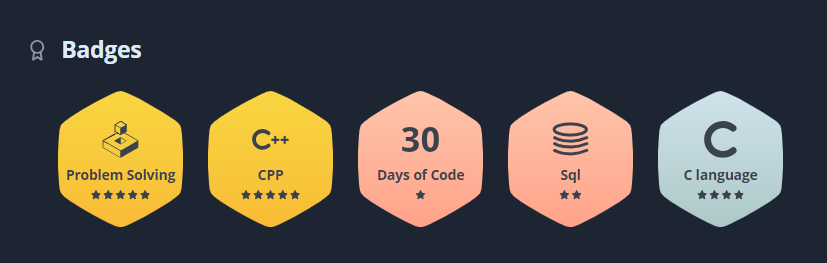 Badges
C++
30
C
Problem Solving
CPP
Days of Code
Sql
C language